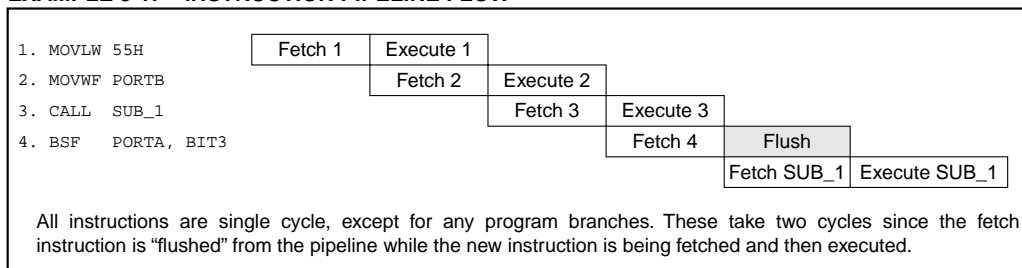 1. MOVLW 55H Fetch 1 Execute 1
2. MOVWF PORTB Fetch 2 Execute 2
3. CALL SUB_1 Fetch 3 Execute 3
4. BSF PORTA, BIT3 Fetch 4 Flush
Fetch SUB_1 Execute SUB_1
All instructions are single cycle, except for any program branches. These take two cycles since the fetch
instruction is “flushed” from the pipeline while the new instruction is being fetched and then executed.